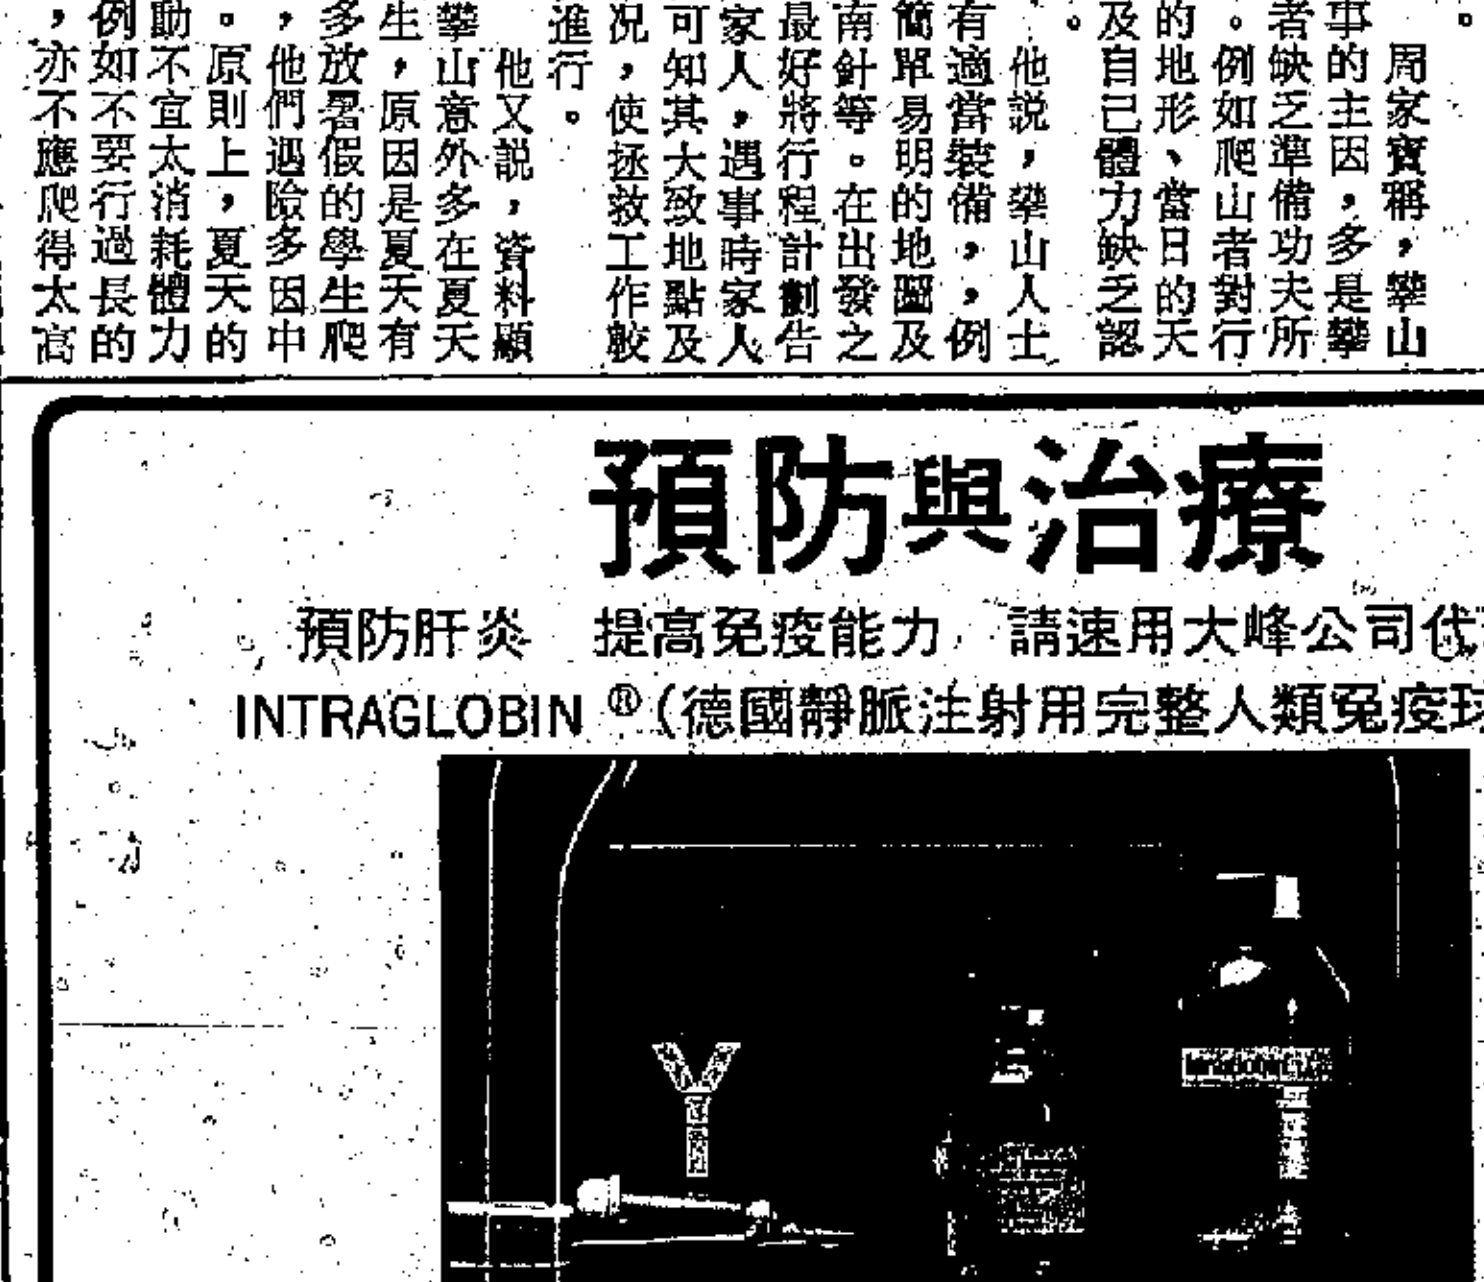 。
周家寶稱，攀山
事的主因，多是攀
者缺乏準備功夫所
。例如爬山者對行
的地形、當日的天
及自己體力缺乏認
。
他説，攀山人士
有適當裝備，，例
簡單易明的地圖及
南針等。在出發之
最好將行程計劃告
家人，遇事時家人
可知其大致地點及
况，使拯救工作較
進行。
他又説，資料顯
攀山意外多在夏天
生，原因是夏天有
多放暑假的學生爬
，他們遇險多因中
。原則上，夏天的
動不宜太消耗體力
例如不要行過長的
，亦不應爬得太高
預防與治療
預防肝炎 提高免疫能力 請速用大峰公司代
INTRAGLOBIN ®(德國靜脈注射用完整人類免疫球